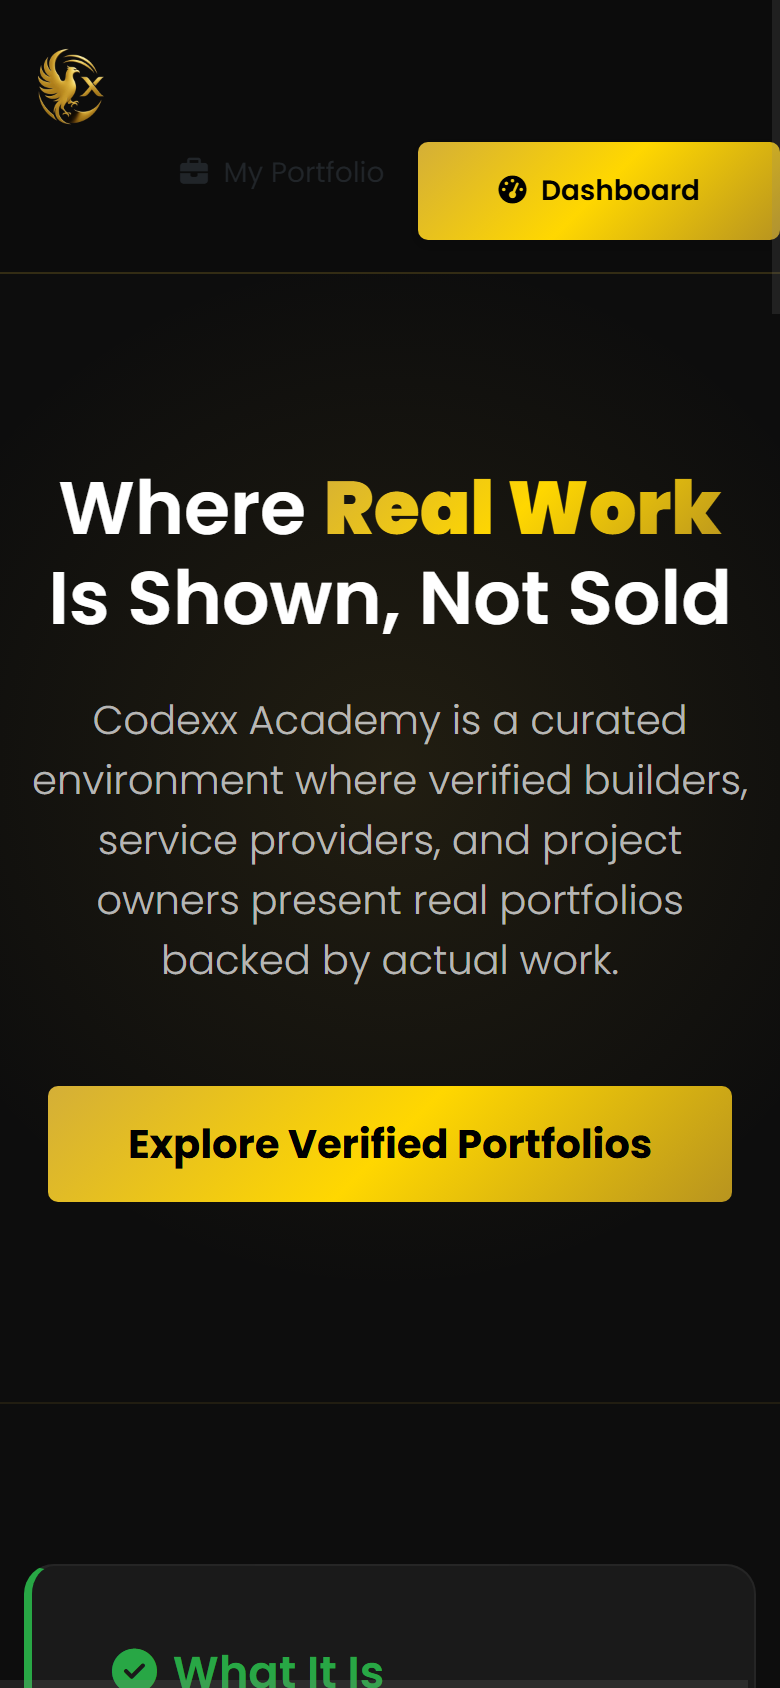 X
My Portfolio
Dashboard
Where Real Work
Is Shown, Not Sold
Codexx Academy is a curated
environment where verified builders,
service providers, and project
owners present real portfolios
backed by actual work.
Explore Verified Portfolios
What It Is